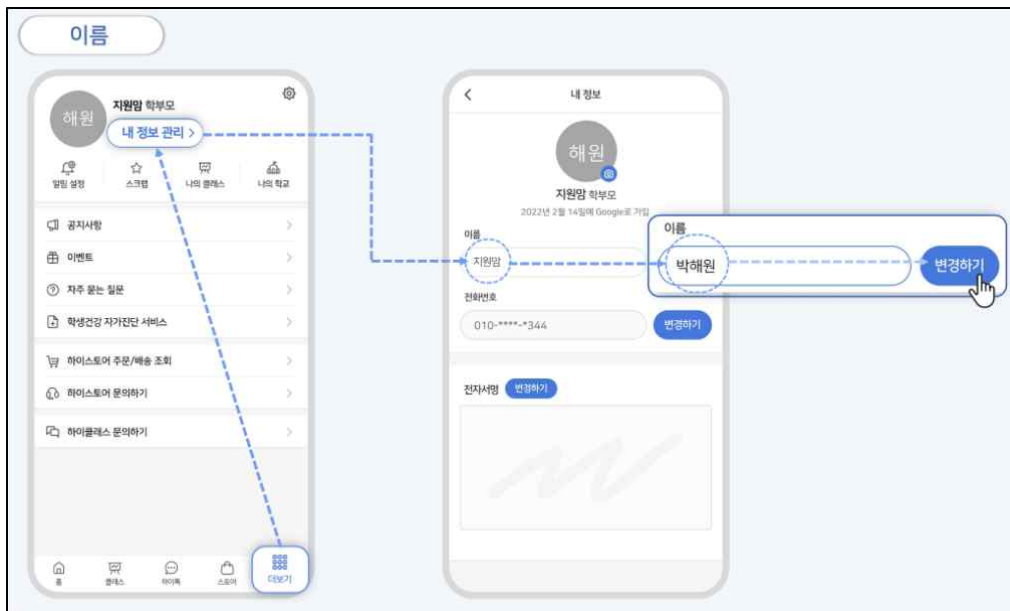 이름
해원
지원맘 학부모
내 정보 관리 >
알림 설정
스크랩
나의 클래스
나의 학교
공지사항
이벤트
자주 묻는 질문
학생건강 자가진단 서비스
하이스토어 주문/배송 조회
하이스토어 문의하기
하이클래스 문의하기
홈
클래스
하이톡
스토어
더보기
내 정보
해원
지원맘 학부모
2022년 2월 14일에 Google로 가입
이름
지원맘
이름
박해원
변경하기
전화번호
010-****-*344
변경하기
전자서명
변경하기